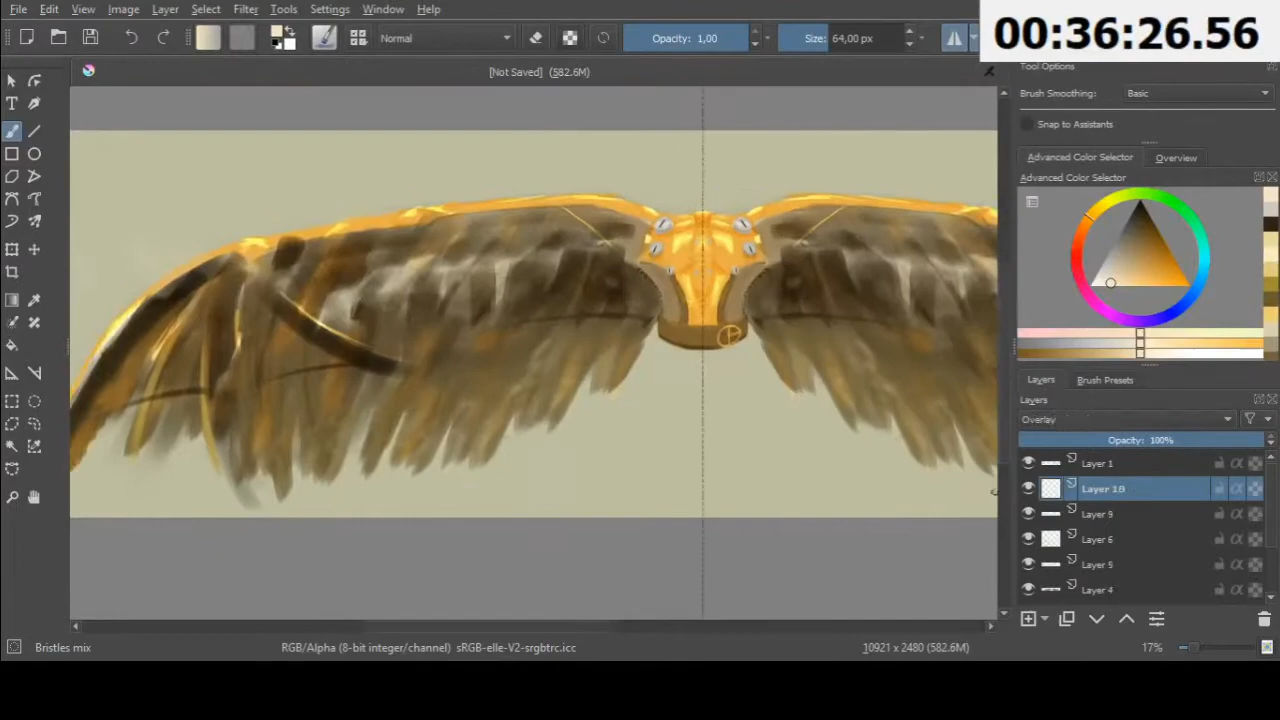 File Edit View Image Layer Select Filter Tools Settings Window Help
00:36:26.56
Normal Opacity: 1,00 Size: 64,00 px
[Not Saved] (582.6M)
Tool Options
Brush Smoothing: Basic
Snap to Assistants
Advanced Color Selector Overview
Advanced Color Selector
Layers Brush Presets
Layers
Overlay
Opacity: 100%
Layer 1
Layer 10
Layer 9
Layer 6
Layer 5
Layer 4
Bristles mix RGB/Alpha (8-bit integer/channel) sRGB-elle-V2-srgbtrc.icc 10921 x 2480 (582.6M) 17%